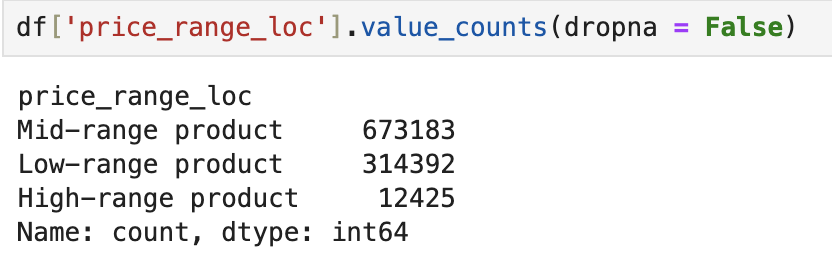 df['price_range_loc'].value_counts(dropna = False)
price_range_loc
Mid-range product     673183
Low-range product     314392
High-range product     12425
Name: count, dtype: int64